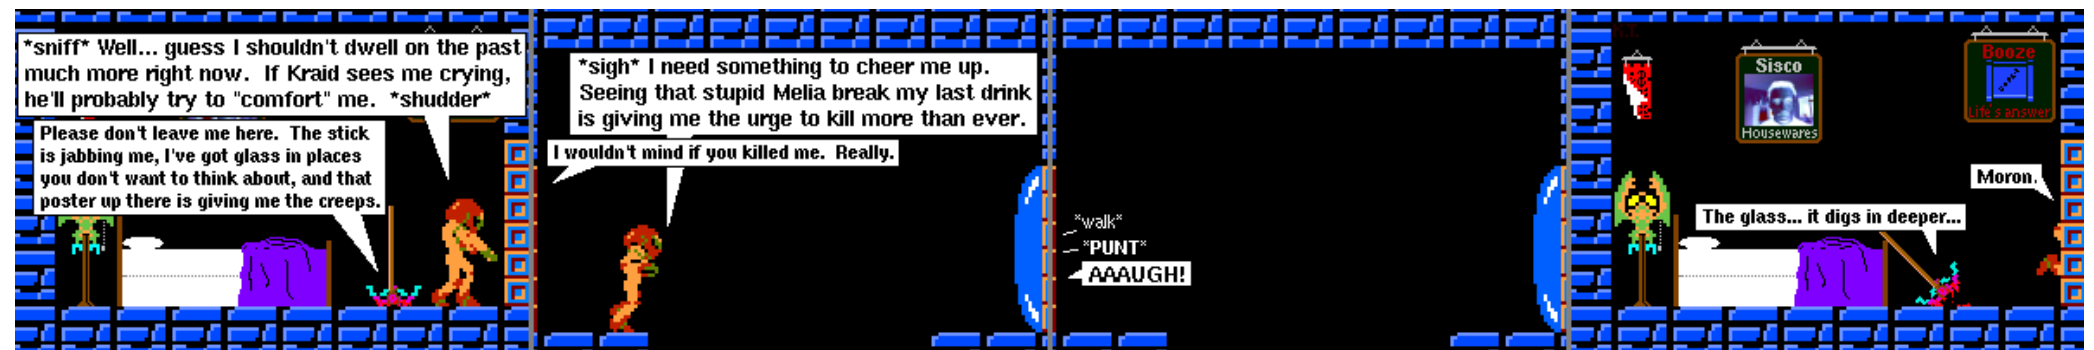 *sniff* Well... guess I shouldn't dwell on the past
much more right now.  If Kraid sees me crying,
he'll probably try to "comfort" me.  *shudder*
Please don't leave me here.  The stick
is jabbing me, I've got glass in places
you don't want to think about, and that
poster up there is giving me the creeps.
*sigh* I need something to cheer me up.
Seeing that stupid Melia break my last drink
is giving me the urge to kill more than ever.
I wouldn't mind if you killed me.  Really.
*walk*
*PUNT*
AAAUGH!
Sisco
Housewares
Booze
Life's answer
Moron.
The glass... it digs in deeper...